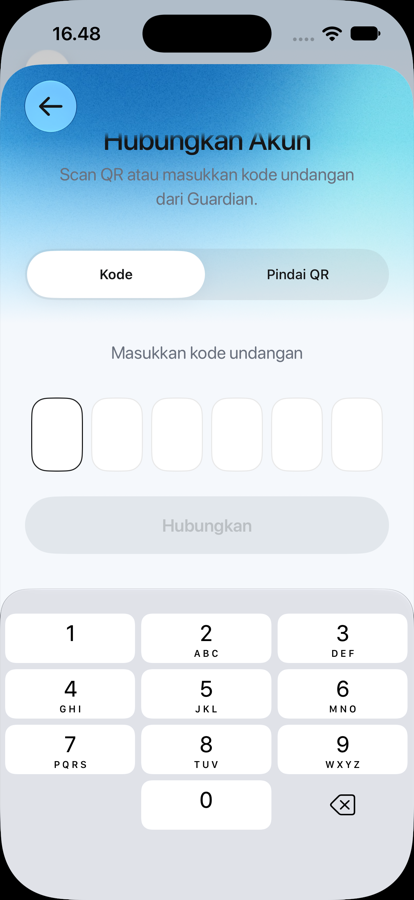 16.48
Hubungkan Akun
Scan QR atau masukkan kode undangan
dari Guardian.
Kode
Pindai QR
Masukkan kode undangan
Hubungkan
1
2
ABC
3
DEF
4
GHI
5
JKL
6
MNO
7
PQRS
8
TUV
9
WXYZ
0